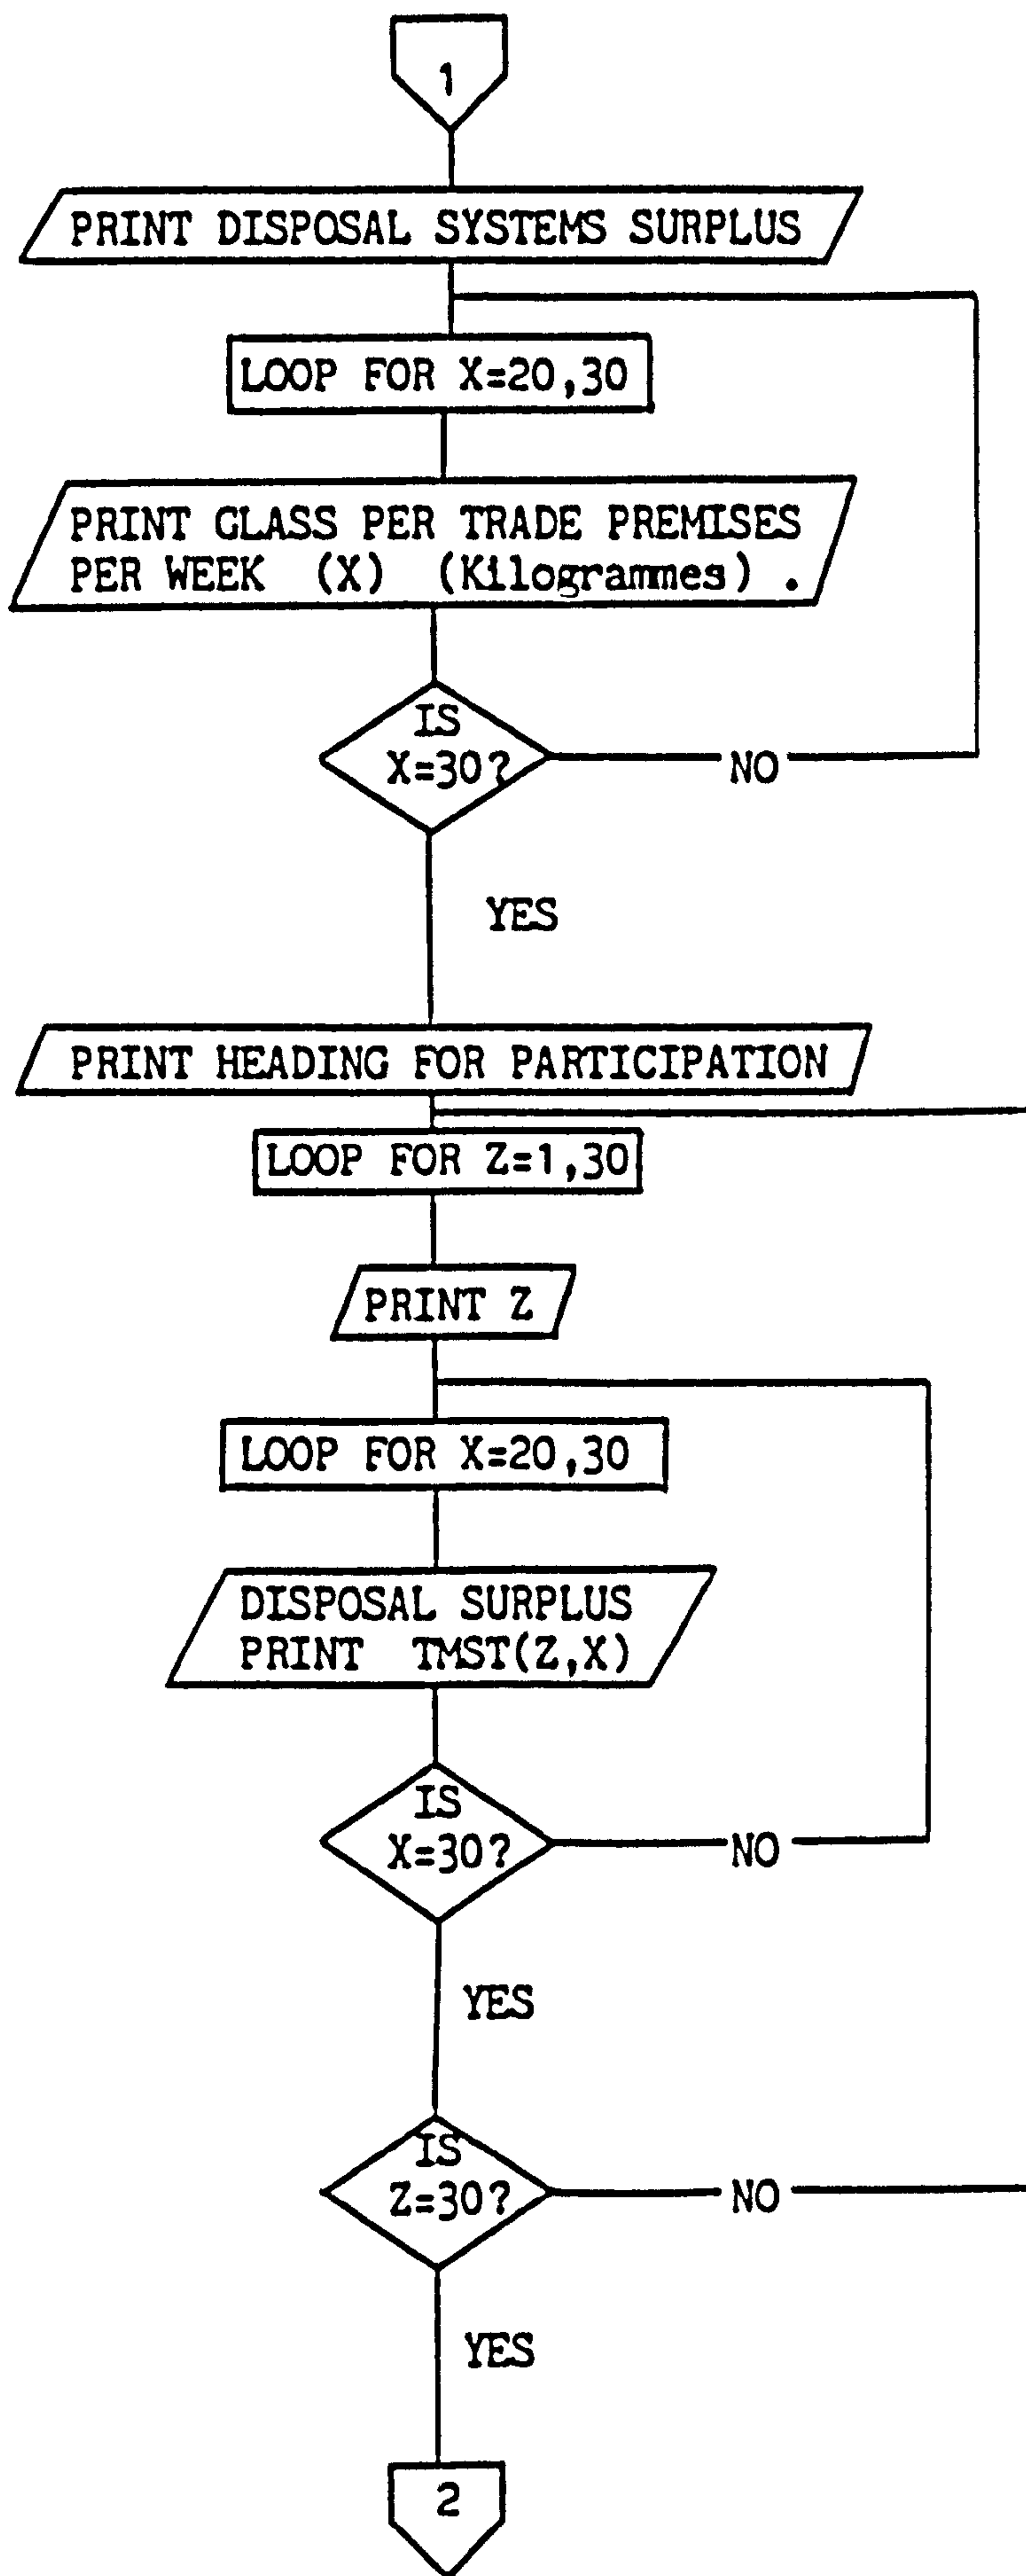 1
PRINT DISPOSAL SYSTEMS SURPLUS
LOOP FOR X=20,30
PRINT GLASS PER TRADE PREMISES
PER WEEK (X) (Kilogrammes) .
IS
X=30?
NO
YES
PRINT HEADING FOR PARTICIPATION
LOOP FOR Z=1,30
PRINT Z
LOOP FOR X=20,30
DISPOSAL SURPLUS
PRINT TMST(Z,X)
IS
X=30?
NO
YES
IS
Z=30?
NO
YES
2